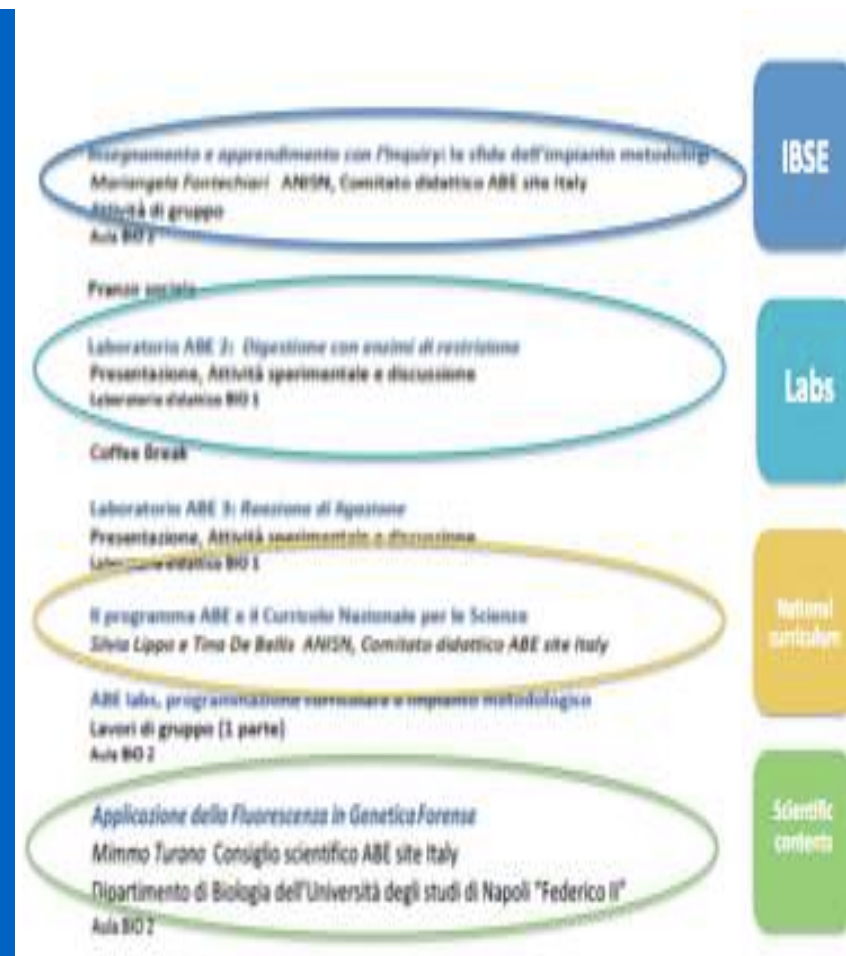 Insegnamento e apprendimento con l'Inquiry: le sfide dell'impianto metodologi
Mariangela Fontechiari ANISN, Comitato didattico ABE site Italy
Attività di gruppo
Aula BIO 2
Pranzo sociale
Laboratorio ABE 2: Digestione con enzimi di restrizione
Presentazione, Attività sperimentale e discussione
Laboratorio didattico BIO 1
Coffee Break
Laboratorio ABE 3: Reazione di ligazione
Presentazione, Attività sperimentale e discussione
Laboratorio didattico BIO 1
Il programma ABE e il Curricolo Nazionale per le Scienze
Silvia Lippo e Tina De Bellis ANISN, Comitato didattico ABE site Italy
ABE labs, programmazione curricolare e impianto metodologico
Lavori di gruppo (1 parte)
Aula BIO 2
Applicazione della Fluorescenza in Genetica Forense
Mimmo Turano Consiglio scientifico ABE site Italy
Dipartimento di Biologia dell'Università degli studi di Napoli "Federico II"
Aula BIO 2
IBSE
Labs
National
curriculum
Scientific
contents